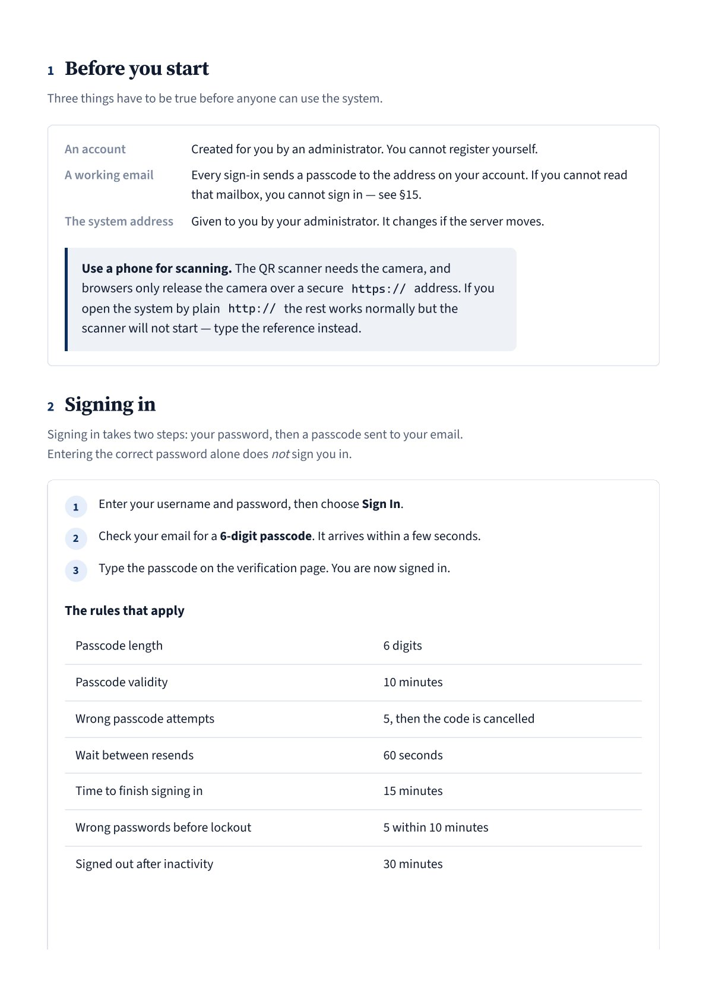 1 Before you start
Three things have to be true before anyone can use the system.
An account Created for you by an administrator. You cannot register yourself.
A working email Every sign-in sends a passcode to the address on your account. If you cannot read
that mailbox, you cannot sign in — see §15.
The system address Given to you by your administrator. It changes if the server moves.
Use a phone for scanning. The QR scanner needs the camera, and
browsers only release the camera over a secure https:// address. If you
open the system by plain http:// the rest works normally but the
scanner will not start — type the reference instead.
2 Signing in
Signing in takes two steps: your password, then a passcode sent to your email.
Entering the correct password alone does not sign you in.
1 Enter your username and password, then choose Sign In.
2 Check your email for a 6-digit passcode. It arrives within a few seconds.
3 Type the passcode on the verification page. You are now signed in.
The rules that apply
Passcode length 6 digits
Passcode validity 10 minutes
Wrong passcode attempts 5, then the code is cancelled
Wait between resends 60 seconds
Time to finish signing in 15 minutes
Wrong passwords before lockout 5 within 10 minutes
Signed out after inactivity 30 minutes